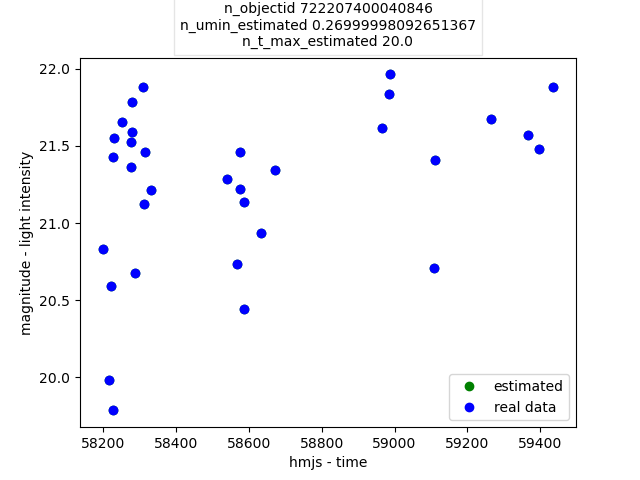 n_objectid 722207400040846
n_umin_estimated 0.26999998092651367
n_t_max_estimated 20.0
22.0
21.5
21.0
20.5
20.0
magnitude - light intensity
estimated
real data
58200 58400 58600 58800 59000 59200 59400
hmjs - time